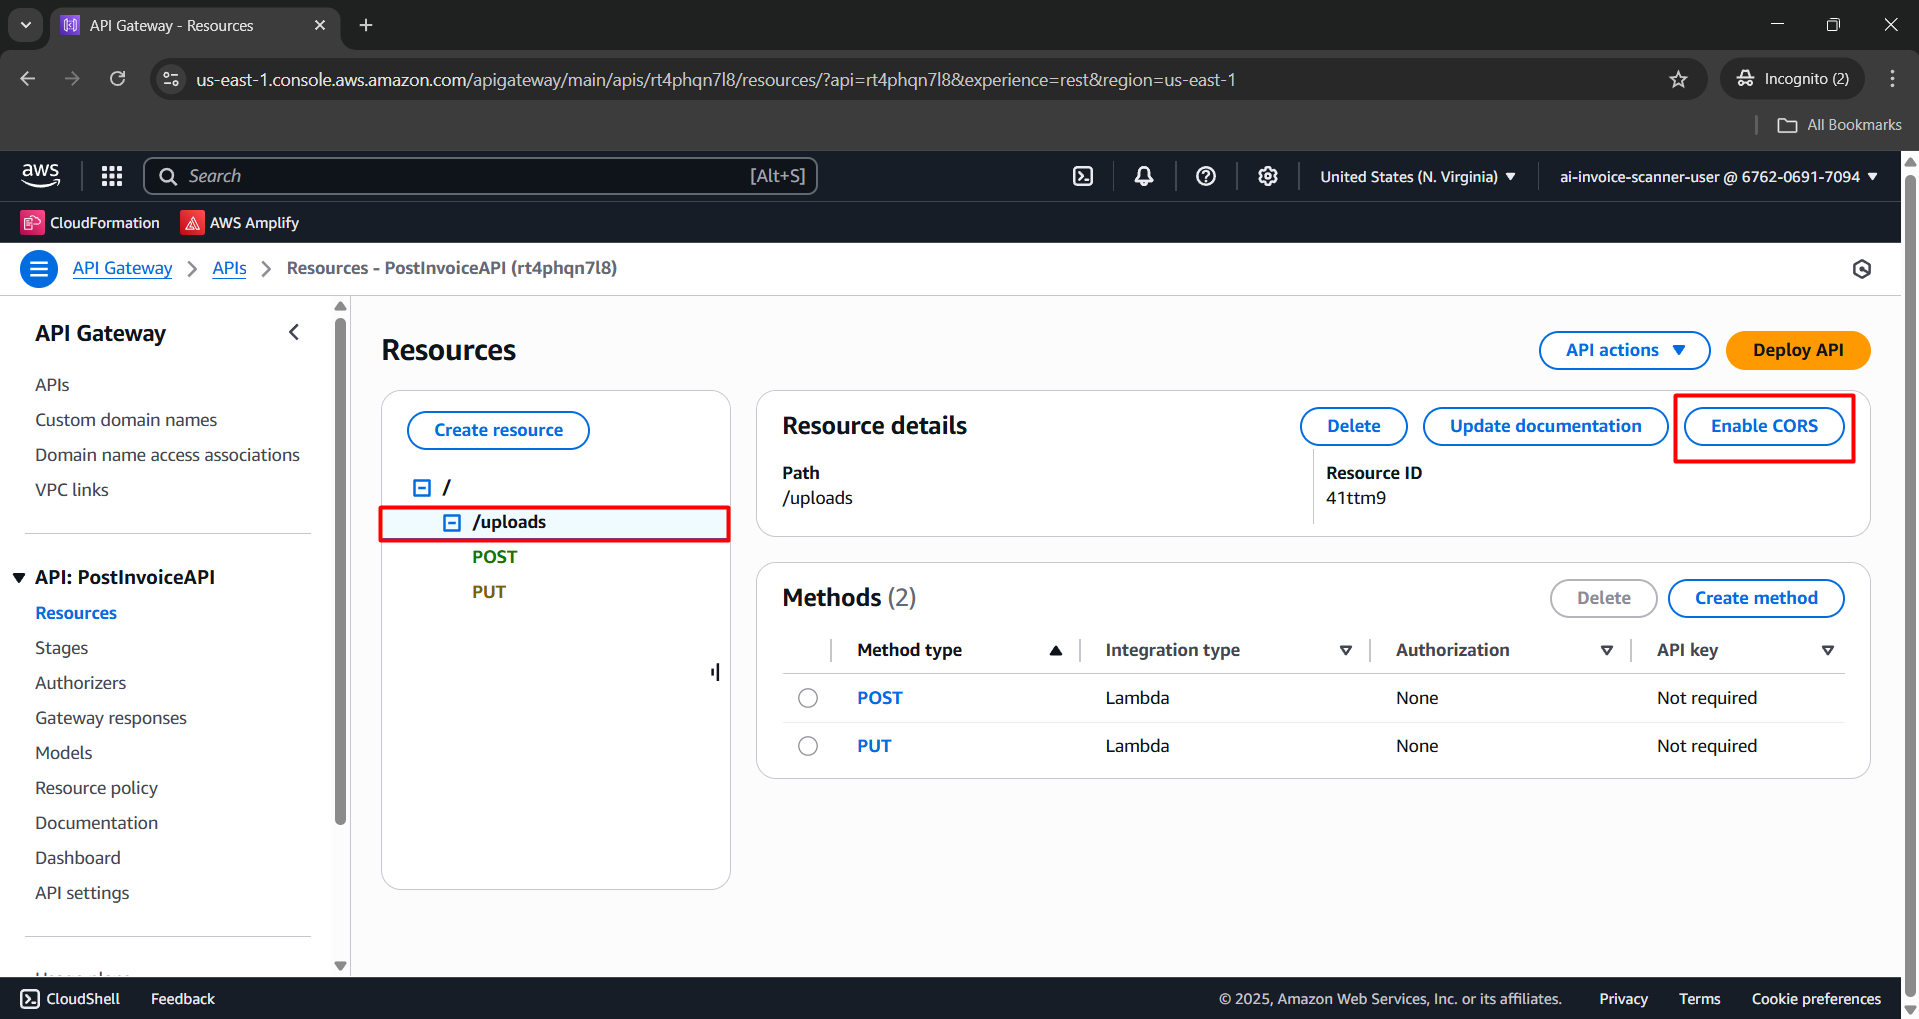 API Gateway - Resources
us-east-1.console.aws.amazon.com/apigateway/main/apis/rt4phqn7l8/resources/?api=rt4phqn7l8&experience=rest&region=us-east-1
Incognito (2)
All Bookmarks
aws
Search
[Alt+S]
United States (N. Virginia)
ai-invoice-scanner-user @ 6762-0691-7094
CloudFormation
AWS Amplify
API Gateway
APIs
Resources - PostInvoiceAPI (rt4phqn7l8)
API Gateway
APIs
Custom domain names
Domain name access associations
VPC links
API: PostInvoiceAPI
Resources
Stages
Authorizers
Gateway responses
Models
Resource policy
Documentation
Dashboard
API settings
Resources
API actions
Deploy API
Create resource
/
/uploads
POST
PUT
Resource details
Delete
Update documentation
Enable CORS
Path
/uploads
Resource ID
41ttm9
Methods (2)
Delete
Create method
Method type
Integration type
Authorization
API key
POST
Lambda
None
Not required
PUT
Lambda
None
Not required
CloudShell
Feedback
© 2025, Amazon Web Services, Inc. or its affiliates.
Privacy
Terms
Cookie preferences